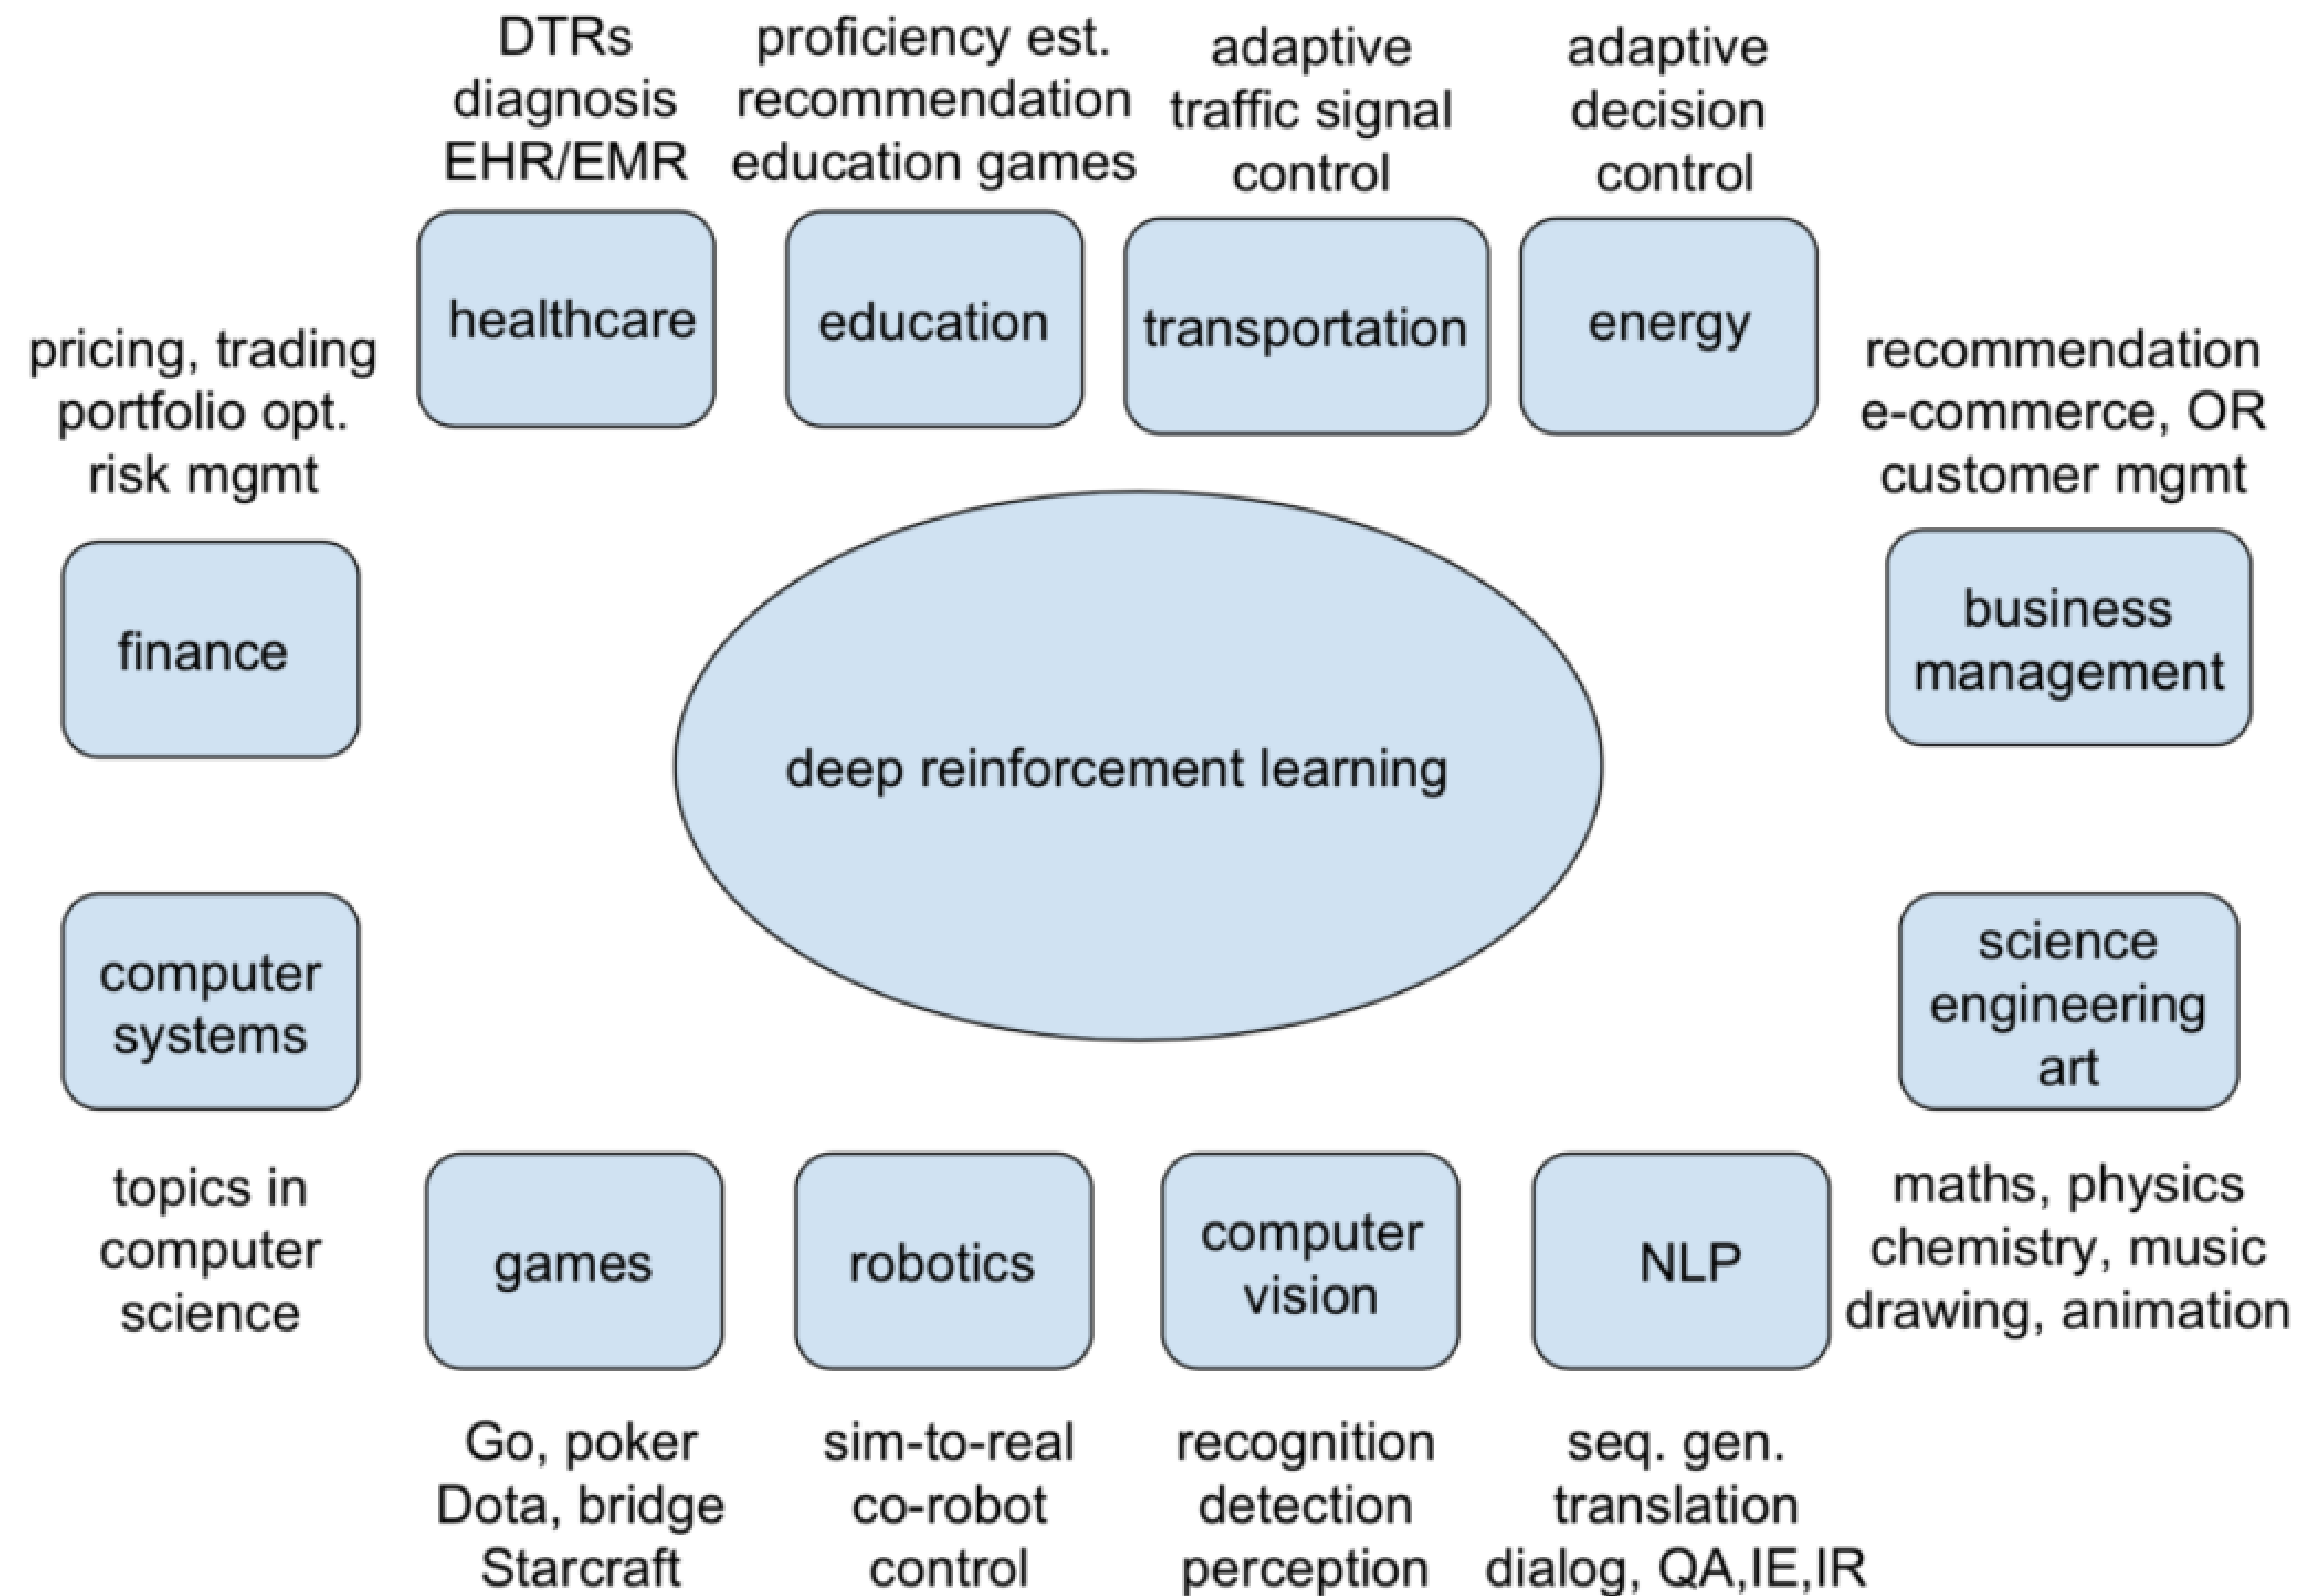 DTRs
diagnosis
EHR/EMR
healthcare
proficiency est.
recommendation
education games
education
adaptive
traffic signal
control
transportation
adaptive
decision
control
energy
pricing, trading
portfolio opt.
risk mgmt
finance
recommendation
e-commerce, OR
customer mgmt
business
management
deep reinforcement learning
computer
systems
topics in
computer
science
science
engineering
art
maths, physics
chemistry, music
drawing, animation
games
Go, poker
Dota, bridge
Starcraft
robotics
sim-to-real
co-robot
control
computer
vision
recognition
detection
perception
NLP
seq. gen.
translation
dialog, QA,IE,IR